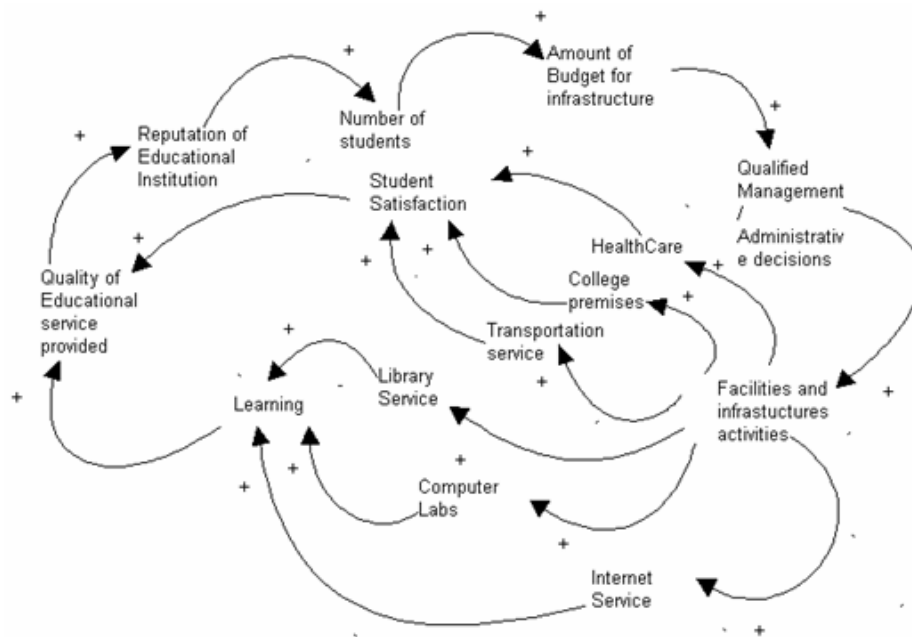 +
+
Amount of
Budget for
infrastructure
+
Number of
students
+
Reputation of
Educational
Institution
+
Qualified
Management
Student
Satisfaction
Administrativ
e decisions
HealthCare
+
+
+
+
College
premises
+
Quality of
Educational
service
provided
Transportation
service
+
+
Library
Service
+
Learning
Facilities and
infrastuctures
activities
+
+
+
+
+
Computer
Labs
+
Internet
Service
+